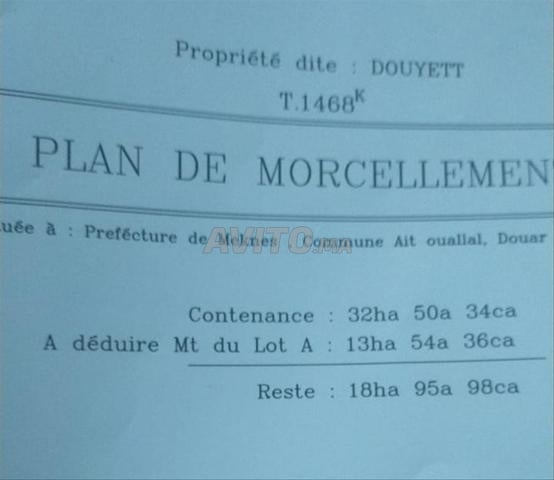 Propriété dite : DOUYETT
T.1468K
PLAN DE MORCELLEMEN
uée à : Prefécture de Meknes , Commune Ait ouallal, Douar
AVITO.MA
Contenance : 32ha 50a 34ca
A déduire Mt du Lot A : 13ha 54a 36ca
Reste : 18ha 95a 98ca